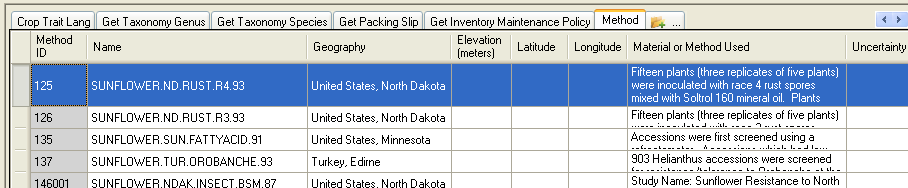 Crop Trait Lang Get Taxonomy Genus Get Taxonomy Species Get Packing Slip Get Inventory Maintenance Policy Method ...
Method ID Name Geography Elevation (meters) Latitude Longitude Material or Method Used Uncertainty
125 SUNFLOWER.ND.RUST.R4.93 United States, North Dakota Fifteen plants (three replicates of five plants)
were inoculated with race 4 rust spores
mixed with Soltrol 160 mineral oil. Plants
126 SUNFLOWER.ND.RUST.R3.93 United States, North Dakota Fifteen plants (three replicates of five plants)
135 SUNFLOWER.SUN.FATTYACID.91 United States, Minnesota Accessions were first screened using a
137 SUNFLOWER.TUR.OROBANCHE.93 Turkey, Edirne 903 Helianthus accessions were screened
146001 SUNFLOWER.NDAK.INSECT.BSM.87 United States, North Dakota Study Name: Sunflower Resistance to North